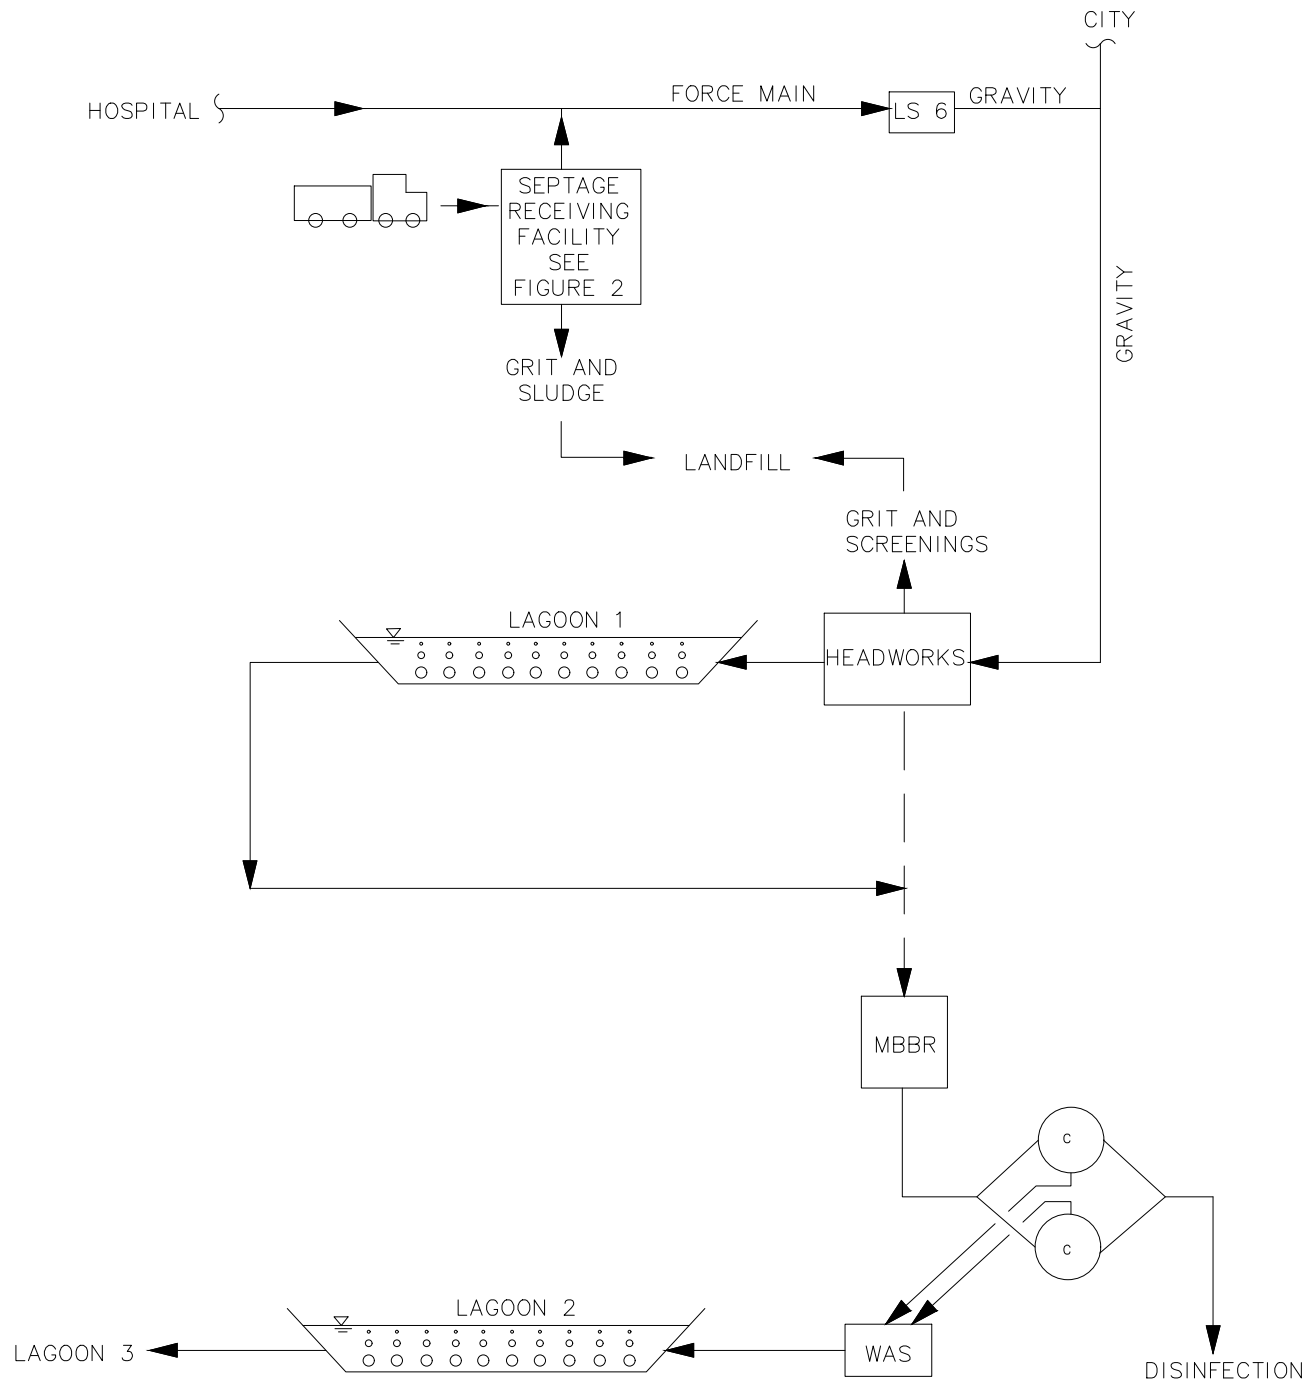 CITY
HOSPITAL
FORCE MAIN
LS 6
GRAVITY
SEPTAGE
RECEIVING
FACILITY
SEE
FIGURE 2
GRAVITY
GRIT AND
SLUDGE
LANDFILL
GRIT AND
SCREENINGS
LAGOON 1
HEADWORKS
MBBR
C
C
LAGOON 2
WAS
LAGOON 3
DISINFECTION